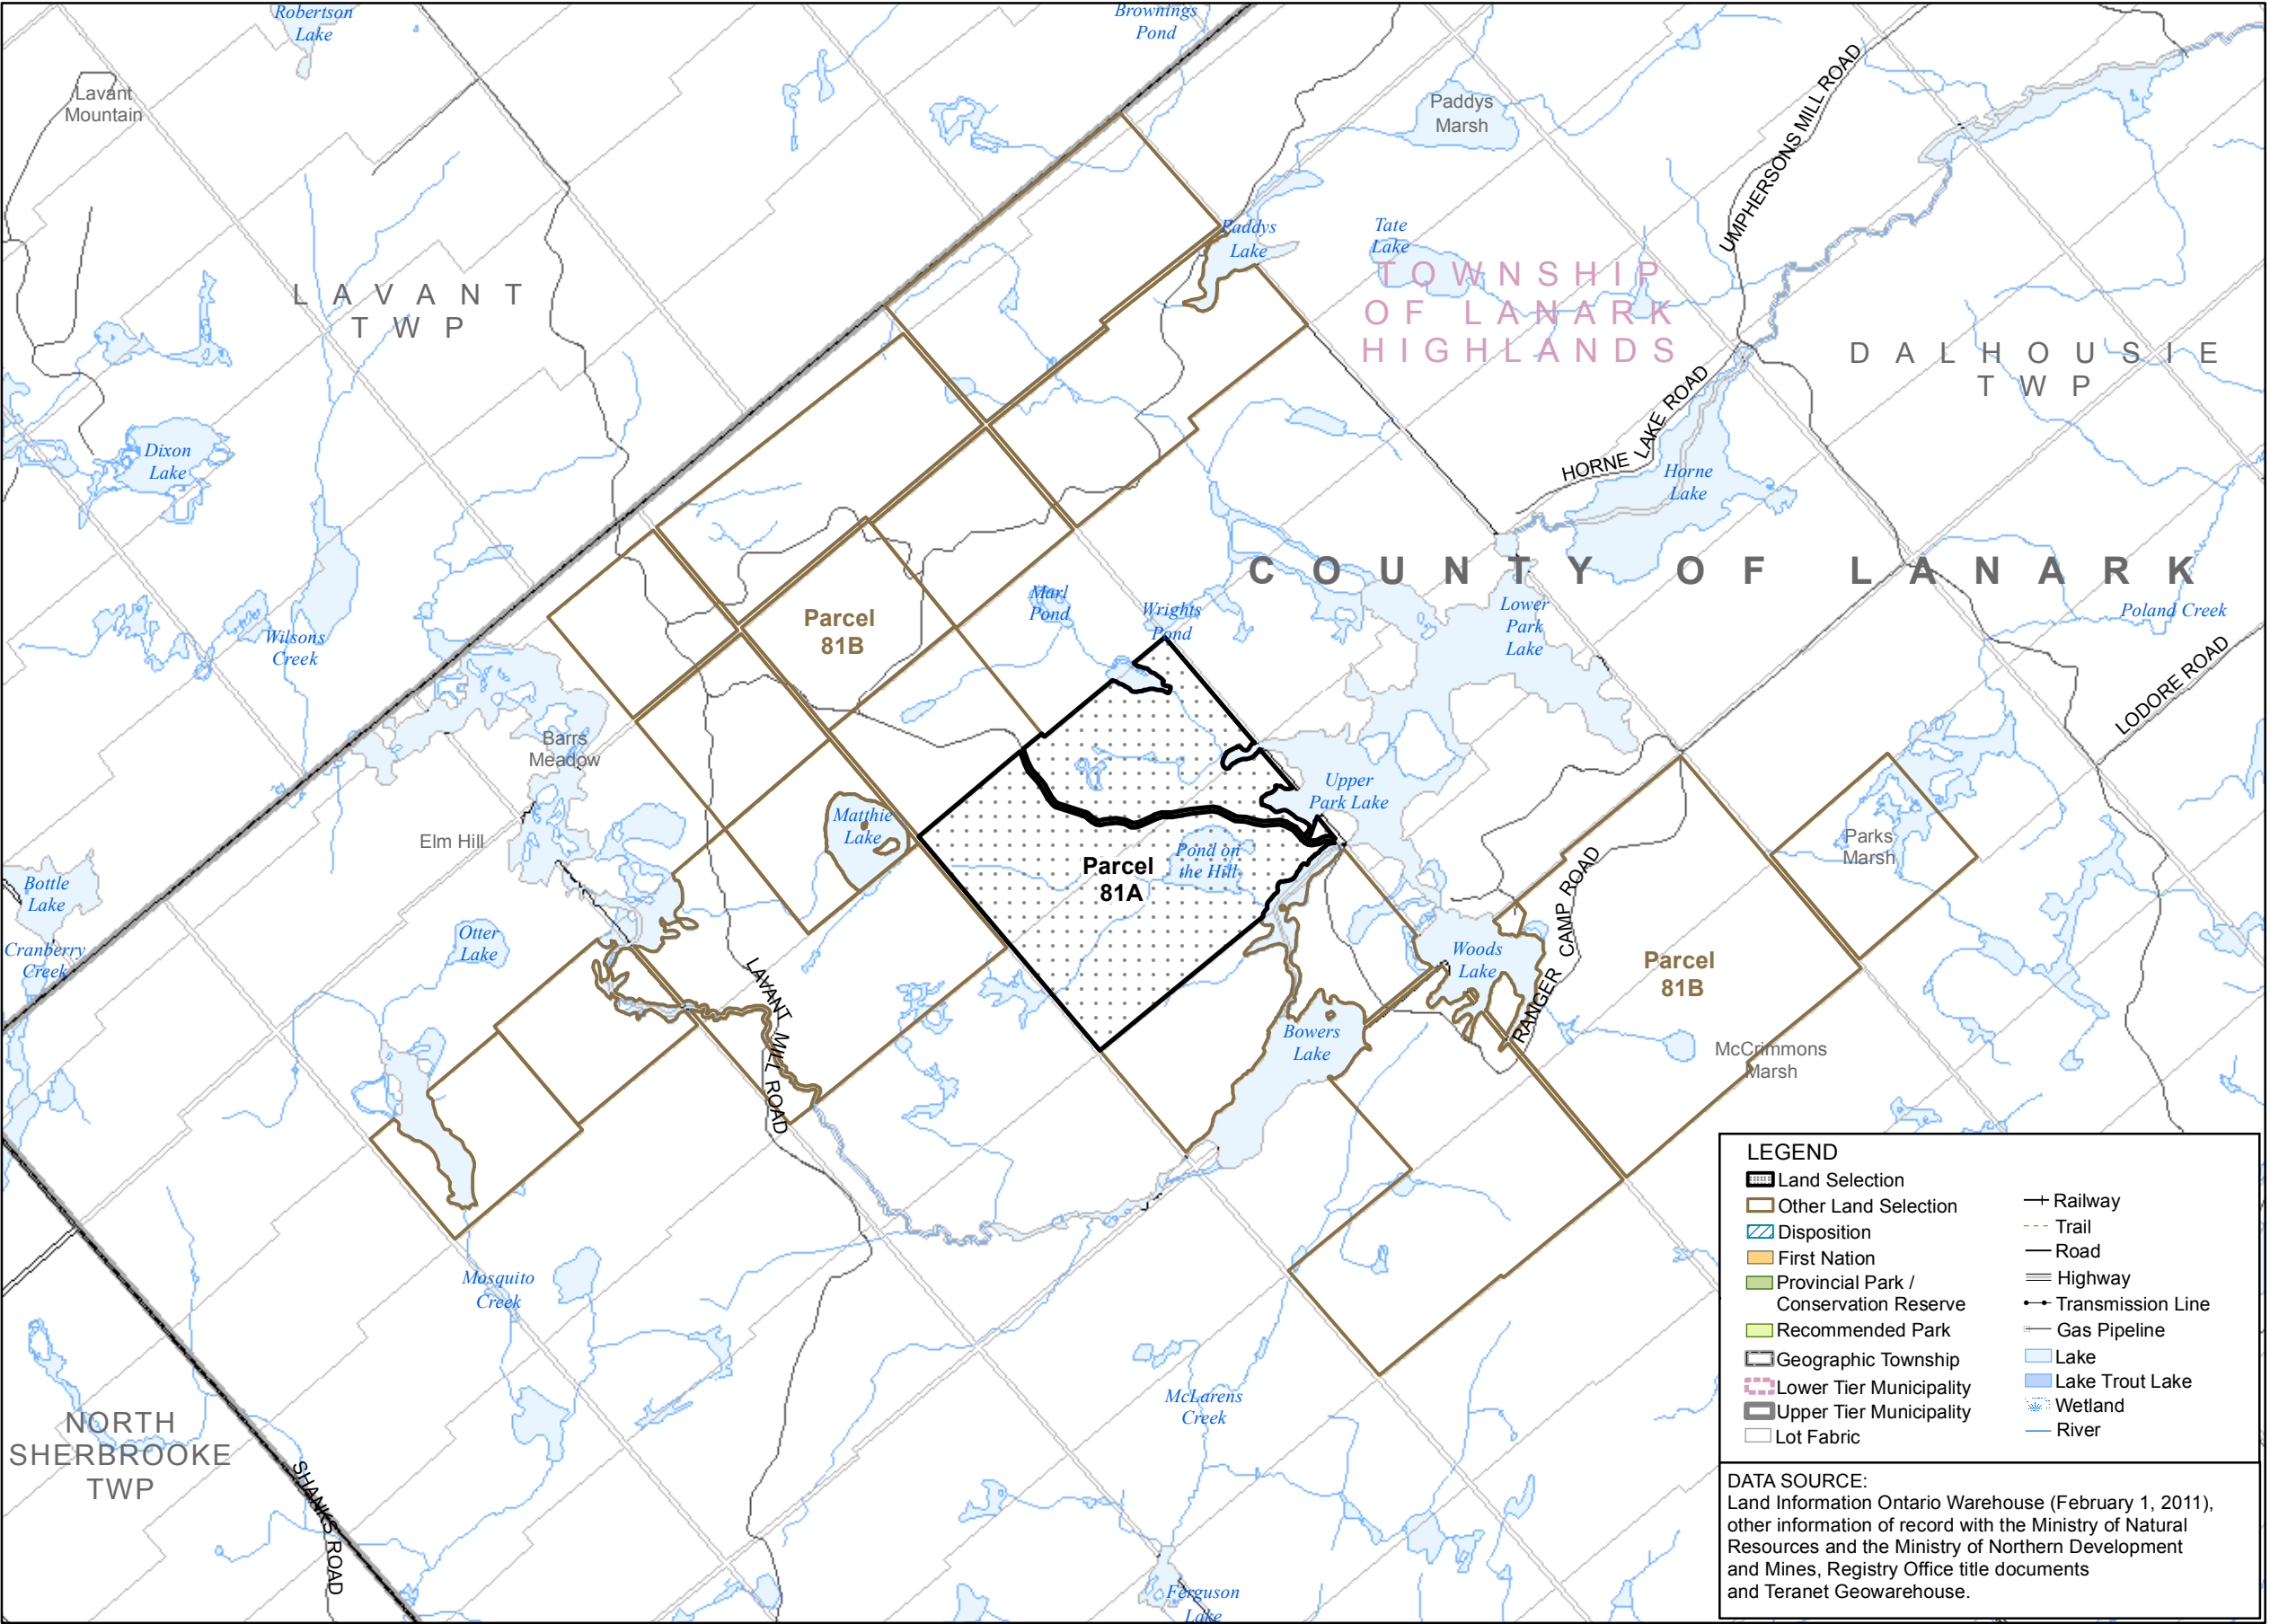 Robertson
Lake
Brownings
Pond
Lavant
Mountain
Paddys
Marsh
UMPHERSONS MILL ROAD
Paddys
Lake
Tate
Lake
TOWNSHIP
OF LANARK
HIGHLANDS
LAVANT
TWP
DALHOUSIE
TWP
HORNE LAKE ROAD
Dixon
Lake
Horne
Lake
COUNTY OF LANARK
Marl
Pond
Wrights
Pond
Lower
Park
Lake
Poland Creek
Parcel
81B
Wilsons
Creek
LODORE ROAD
Barrs
Meadow
Upper
Park Lake
Elm Hill
Matthie
Lake
Parks
Marsh
Pond on
the Hill
Parcel
81A
Bottle
Lake
RANGER CAMP ROAD
Cranberry
Creek
Otter
Lake
Woods
Lake
Parcel
81B
LAVANT MILL ROAD
Bowers
Lake
McCrimmons
Marsh
Mosquito
Creek
McLarens
Creek
NORTH
SHERBROOKE
TWP
SHANKS ROAD
Ferguson
Lake
LEGEND
Land Selection
Other Land Selection
Disposition
First Nation
Provincial Park /
Conservation Reserve
Recommended Park
Geographic Township
Lower Tier Municipality
Upper Tier Municipality
Lot Fabric
Railway
Trail
Road
Highway
Transmission Line
Gas Pipeline
Lake
Lake Trout Lake
Wetland
River
DATA SOURCE:
Land Information Ontario Warehouse (February 1, 2011),
other information of record with the Ministry of Natural
Resources and the Ministry of Northern Development
and Mines, Registry Office title documents
and Teranet Geowarehouse.